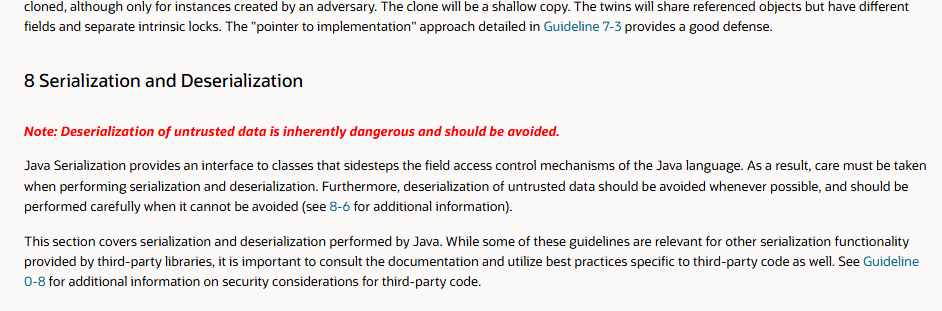 cloned, although only for instances created by an adversary. The clone will be a shallow copy. The twins will share referenced objects but have different
fields and separate intrinsic locks. The "pointer to implementation" approach detailed in Guideline 7-3 provides a good defense.
8 Serialization and Deserialization
Note: Deserialization of untrusted data is inherently dangerous and should be avoided.
Java Serialization provides an interface to classes that sidesteps the field access control mechanisms of the Java language. As a result, care must be taken
when performing serialization and deserialization. Furthermore, deserialization of untrusted data should be avoided whenever possible, and should be
performed carefully when it cannot be avoided (see 8-6 for additional information).
This section covers serialization and deserialization performed by Java. While some of these guidelines are relevant for other serialization functionality
provided by third-party libraries, it is important to consult the documentation and utilize best practices specific to third-party code as well. See Guideline
0-8 for additional information on security considerations for third-party code.